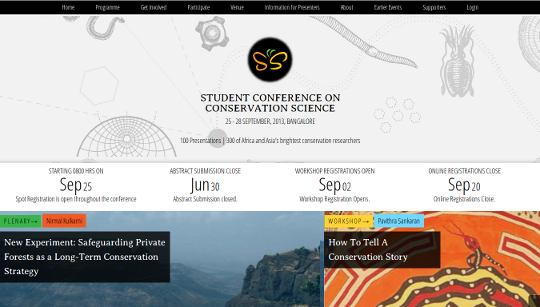 Home Programme Get Involved Participate Venue Information for Presenters About Earlier Events Supporters Login
STUDENT CONFERENCE ON
CONSERVATION SCIENCE
25 - 28 SEPTEMBER, 2013, BANGALORE
100 Presentations | 300 of Africa and Asia's brightest conservation researchers
STARTING 0800 HRS ON
Sep 25
Spot Registration is open throughout the conference
ABSTRACT SUBMISSION CLOSE
Jun 30
Abstract Submission closed.
WORKSHOP REGISTRATIONS OPEN
Sep 02
Workshop Registration Opens.
ONLINE REGISTRATIONS CLOSE
Sep 20
Online Registrations Close.
PLENARY→ Nirmal Kulkarni
New Experiment: Safeguarding Private
Forests as a Long-Term Conservation
Strategy
WORKSHOP→ Pavithra Sankaran
How To Tell A
Conservation Story